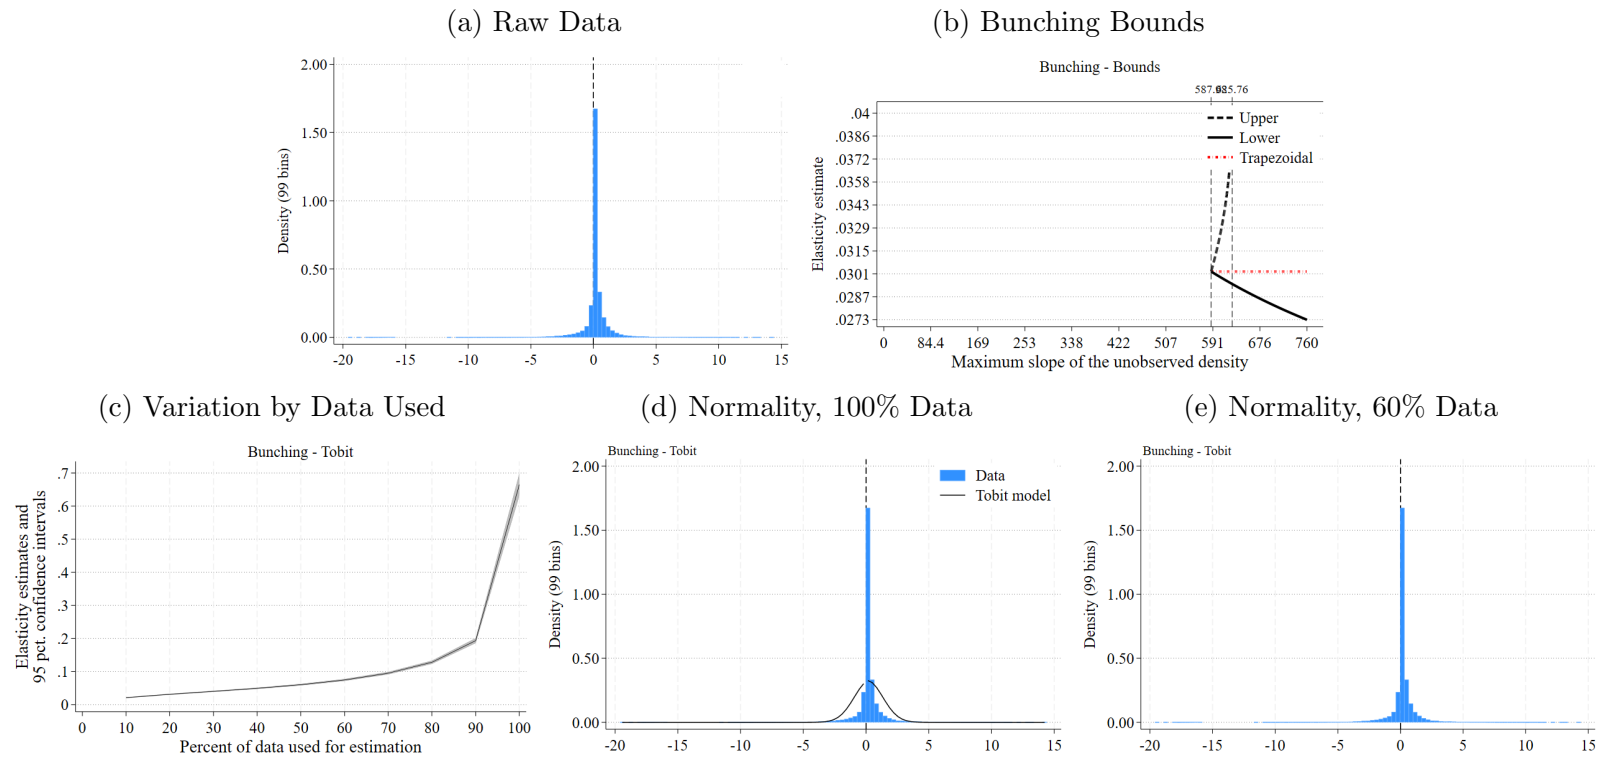 (a) Raw Data
(b) Bunching Bounds
Density (99 bins)
2.00
1.50
1.00
0.50
0.00
-20 -15 -10 -5 0 5 10 15
Bunching - Bounds
Elasticity estimate
.04
.0386
.0372
.0358
.0343
.0329
.0315
.0301
.0287
.0273
Upper
Lower
Trapezoidal
0 84.4 169 253 338 422 507 591 676 760
Maximum slope of the unobserved density
(c) Variation by Data Used
(d) Normality, 100% Data
(e) Normality, 60% Data
Bunching - Tobit
Elasticity estimates and
95 pct. confidence intervals
.7
.6
.5
.4
.3
.2
.1
0
0 10 20 30 40 50 60 70 80 90 100
Percent of data used for estimation
Bunching - Tobit
Density (99 bins)
2.00
1.50
1.00
0.50
0.00
Data
Tobit model
-20 -15 -10 -5 0 5 10 15
Bunching - Tobit
Density (99 bins)
2.00
1.50
1.00
0.50
0.00
-20 -15 -10 -5 0 5 10 15